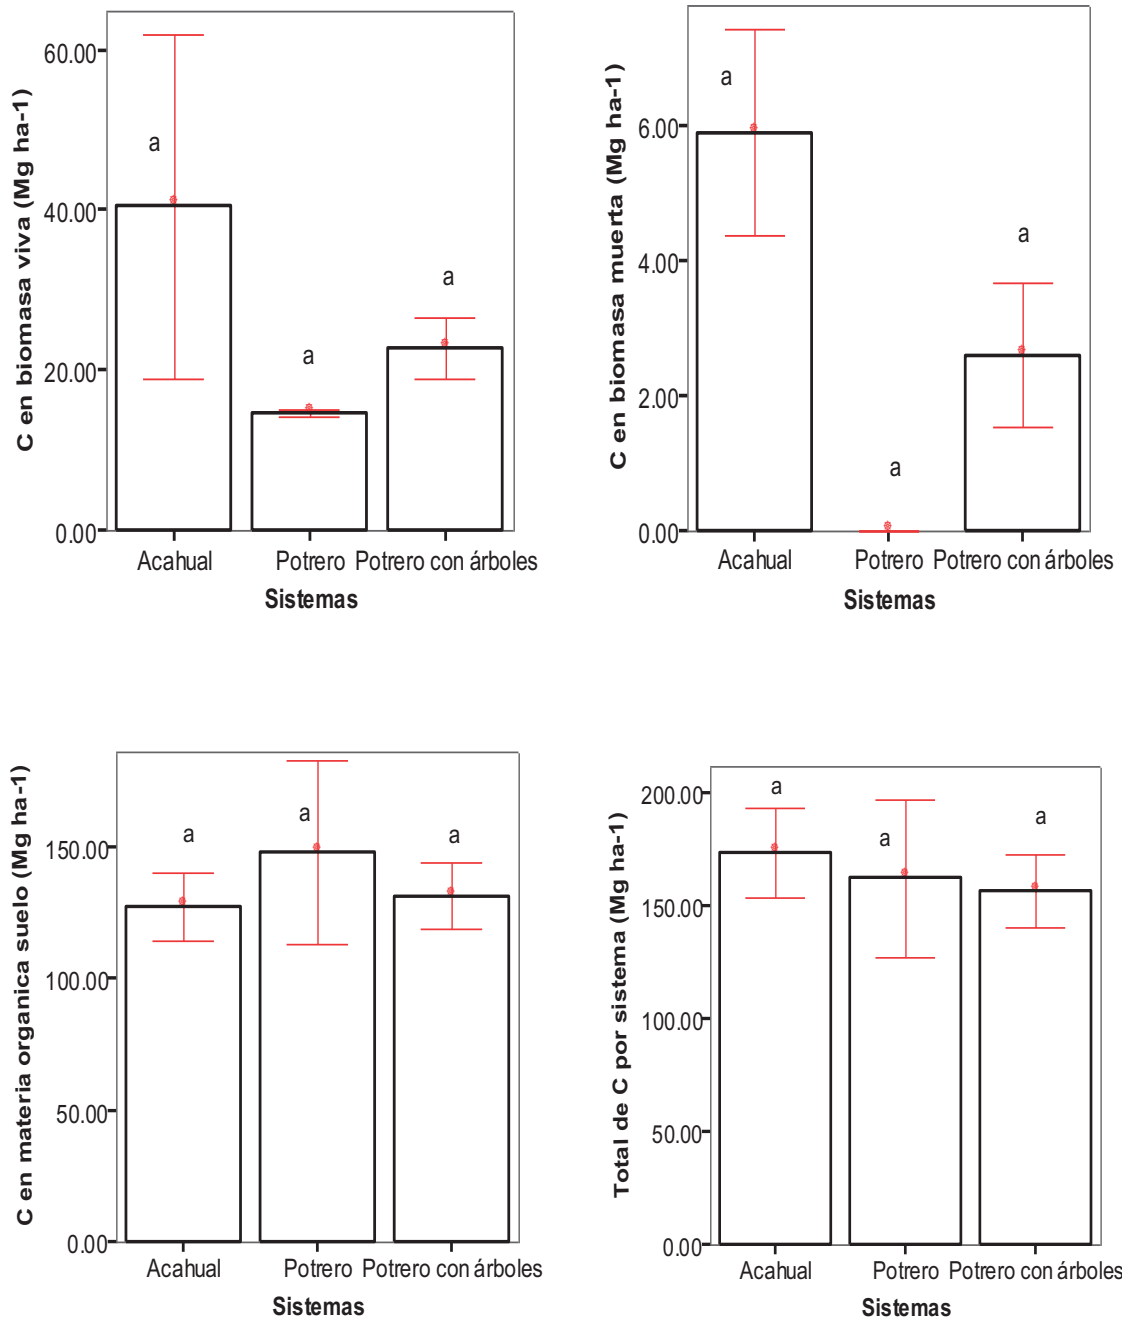 C en biomasa viva (Mg ha-1)
60.00
40.00
20.00
0.00
a
a
a
Acahual
Potrero
Potrero con árboles
Sistemas
C en biomasa muerta (Mg ha-1)
6.00
4.00
2.00
0.00
a
a
a
Acahual
Potrero
Potrero con árboles
Sistemas
C en materia organica suelo (Mg ha-1)
150.00
100.00
50.00
0.00
a
a
a
Acahual
Potrero
Potrero con árboles
Sistemas
Total de C por sistema (Mg ha-1)
200.00
150.00
100.00
50.00
0.00
a
a
a
Acahual
Potrero
Potrero con árboles
Sistemas